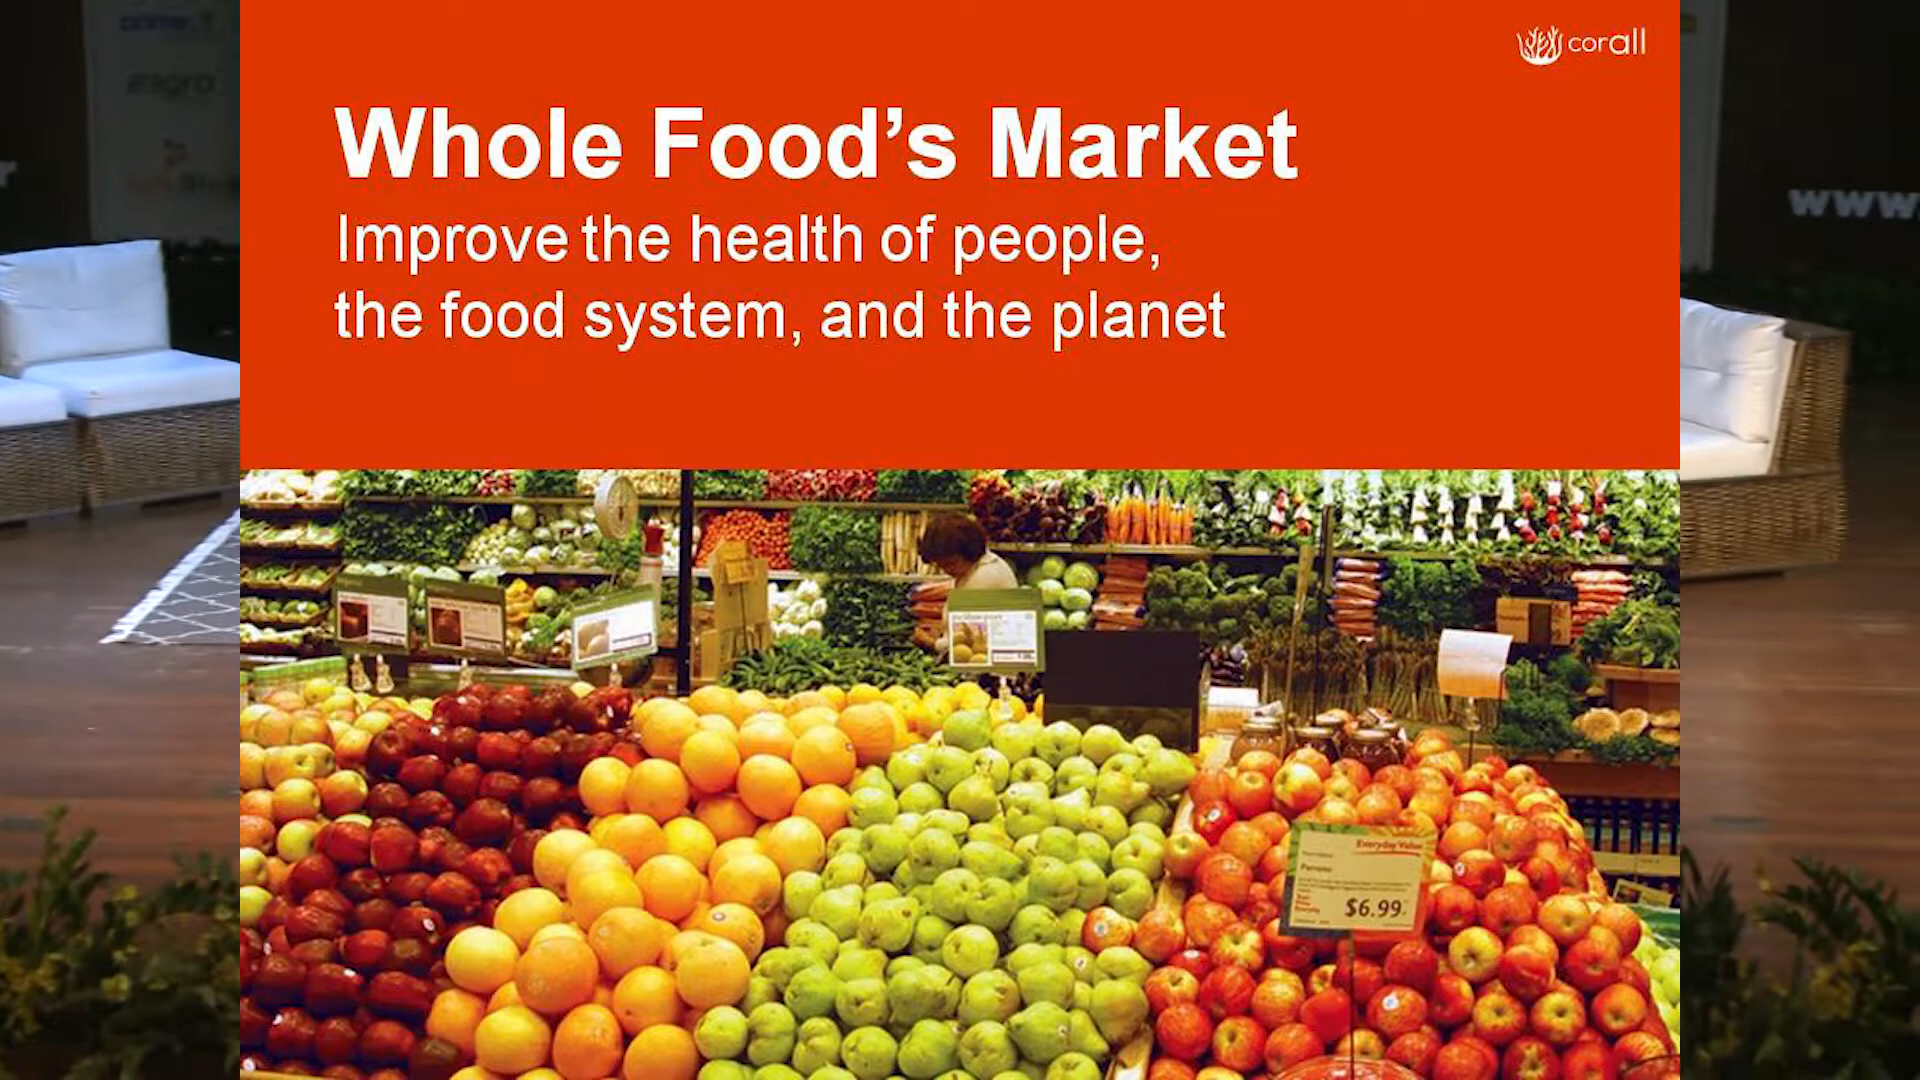 corall
Whole Food’s Market
Improve the health of people,
the food system, and the planet
www.
Everyday Value
$6.99